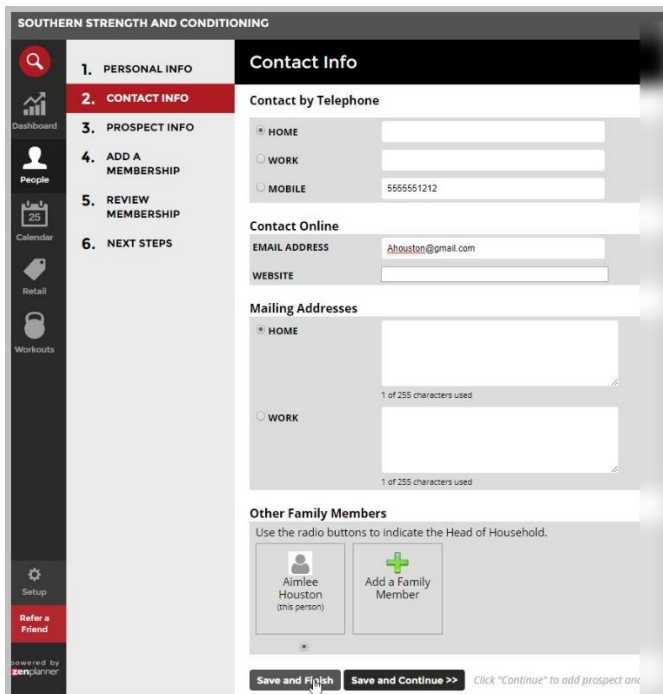 SOUTHERN STRENGTH AND CONDITIONING
Dashboard
People
25
Calendar
Retail
Workouts
Setup
Refer a
Friend
powered by
zenplanner
1. PERSONAL INFO
2. CONTACT INFO
3. PROSPECT INFO
4. ADD A
MEMBERSHIP
5. REVIEW
MEMBERSHIP
6. NEXT STEPS
Contact Info
Contact by Telephone
HOME
WORK
MOBILE 5555551212
Contact Online
EMAIL ADDRESS Ahouston@gmail.com
WEBSITE
Mailing Addresses
HOME
1 of 255 characters used
WORK
1 of 255 characters used
Other Family Members
Use the radio buttons to indicate the Head of Household.
Aimlee
Houston
(this person)
Add a Family
Member
Save and Finish Save and Continue >> Click "Continue" to add prospect and